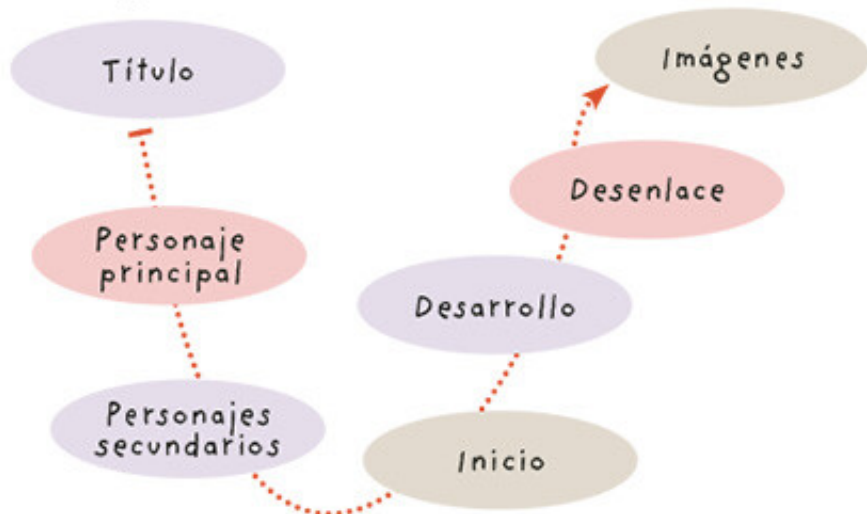 Título
Personaje
principal
Personajes
secundarios
Inicio
Desarrollo
Desenlace
Imágenes